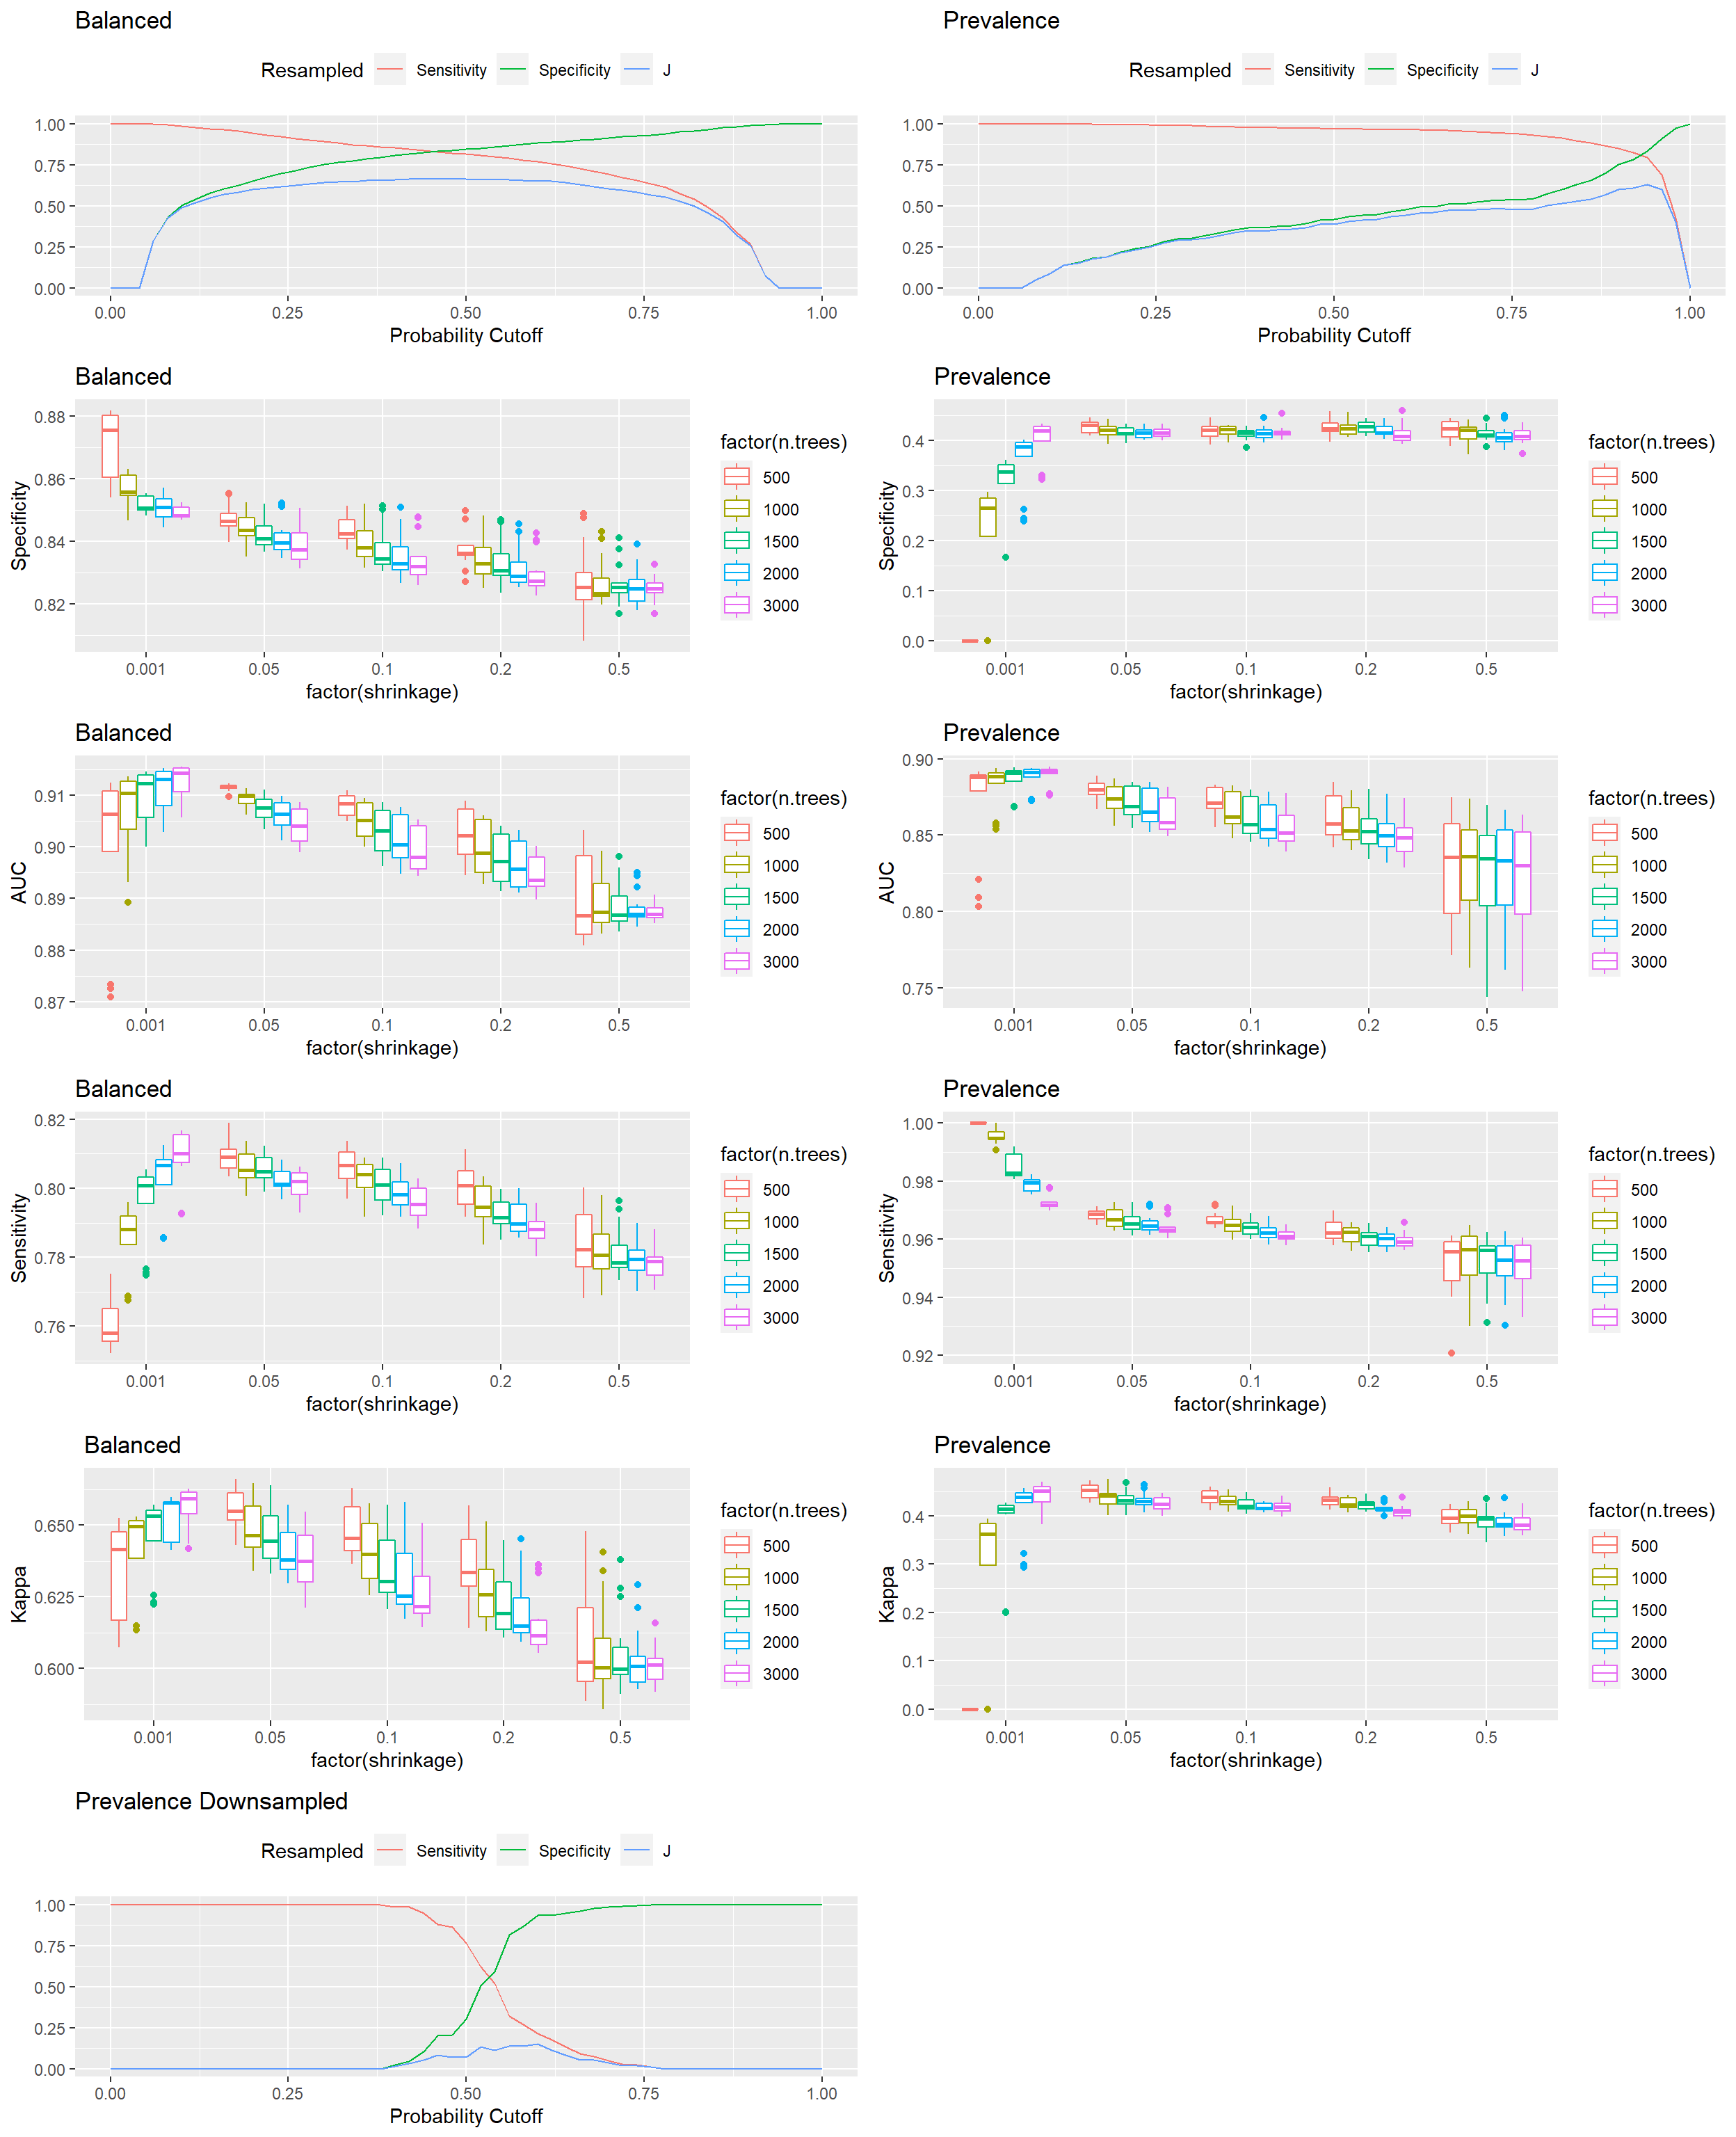 Balanced
Resampled Sensitivity Specificity J
1.00
0.75
0.50
0.25
0.00
0.00 0.25 0.50 0.75 1.00
Probability Cutoff
Prevalence
Resampled Sensitivity Specificity J
1.00
0.75
0.50
0.25
0.00
0.00 0.25 0.50 0.75 1.00
Probability Cutoff
Balanced
Specificity
0.88
0.86
0.84
0.82
0.001 0.05 0.1 0.2 0.5
factor(shrinkage)
factor(n.trees)
500
1000
1500
2000
3000
Prevalence
Specificity
0.4
0.3
0.2
0.1
0.0
0.001 0.05 0.1 0.2 0.5
factor(shrinkage)
factor(n.trees)
500
1000
1500
2000
3000
Balanced
AUC
0.91
0.90
0.89
0.88
0.87
0.001 0.05 0.1 0.2 0.5
factor(shrinkage)
factor(n.trees)
500
1000
1500
2000
3000
Prevalence
AUC
0.90
0.85
0.80
0.75
0.001 0.05 0.1 0.2 0.5
factor(shrinkage)
factor(n.trees)
500
1000
1500
2000
3000
Balanced
Sensitivity
0.82
0.80
0.78
0.76
0.001 0.05 0.1 0.2 0.5
factor(shrinkage)
factor(n.trees)
500
1000
1500
2000
3000
Prevalence
Sensitivity
1.00
0.98
0.96
0.94
0.92
0.001 0.05 0.1 0.2 0.5
factor(shrinkage)
factor(n.trees)
500
1000
1500
2000
3000
Balanced
Kappa
0.650
0.625
0.600
0.001 0.05 0.1 0.2 0.5
factor(shrinkage)
factor(n.trees)
500
1000
1500
2000
3000
Prevalence
Kappa
0.4
0.3
0.2
0.1
0.0
0.001 0.05 0.1 0.2 0.5
factor(shrinkage)
factor(n.trees)
500
1000
1500
2000
3000
Prevalence Downsampled
Resampled Sensitivity Specificity J
1.00
0.75
0.50
0.25
0.00
0.00 0.25 0.50 0.75 1.00
Probability Cutoff